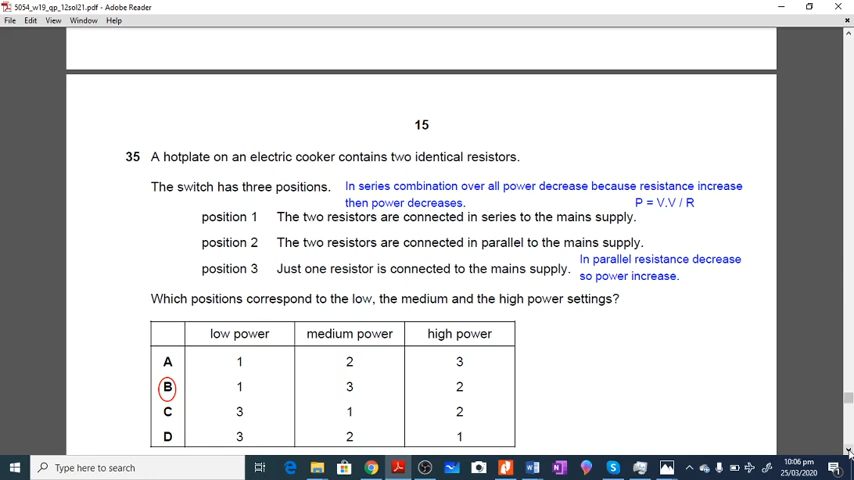 5054_w19_qp_12sol21.pdf - Adobe Reader
File Edit View Window Help
15
35 A hotplate on an electric cooker contains two identical resistors.
The switch has three positions. In series combination over all power decrease because resistance increase
then power decreases. P = V.V / R
position 1 The two resistors are connected in series to the mains supply.
position 2 The two resistors are connected in parallel to the mains supply.
In parallel resistance decrease
position 3 Just one resistor is connected to the mains supply.
so power increase.
Which positions correspond to the low, the medium and the high power settings?
low power medium power high power
A 1 2 3
B 1 3 2
C 3 1 2
D 3 2 1
Type here to search
10:06 pm
25/03/2020